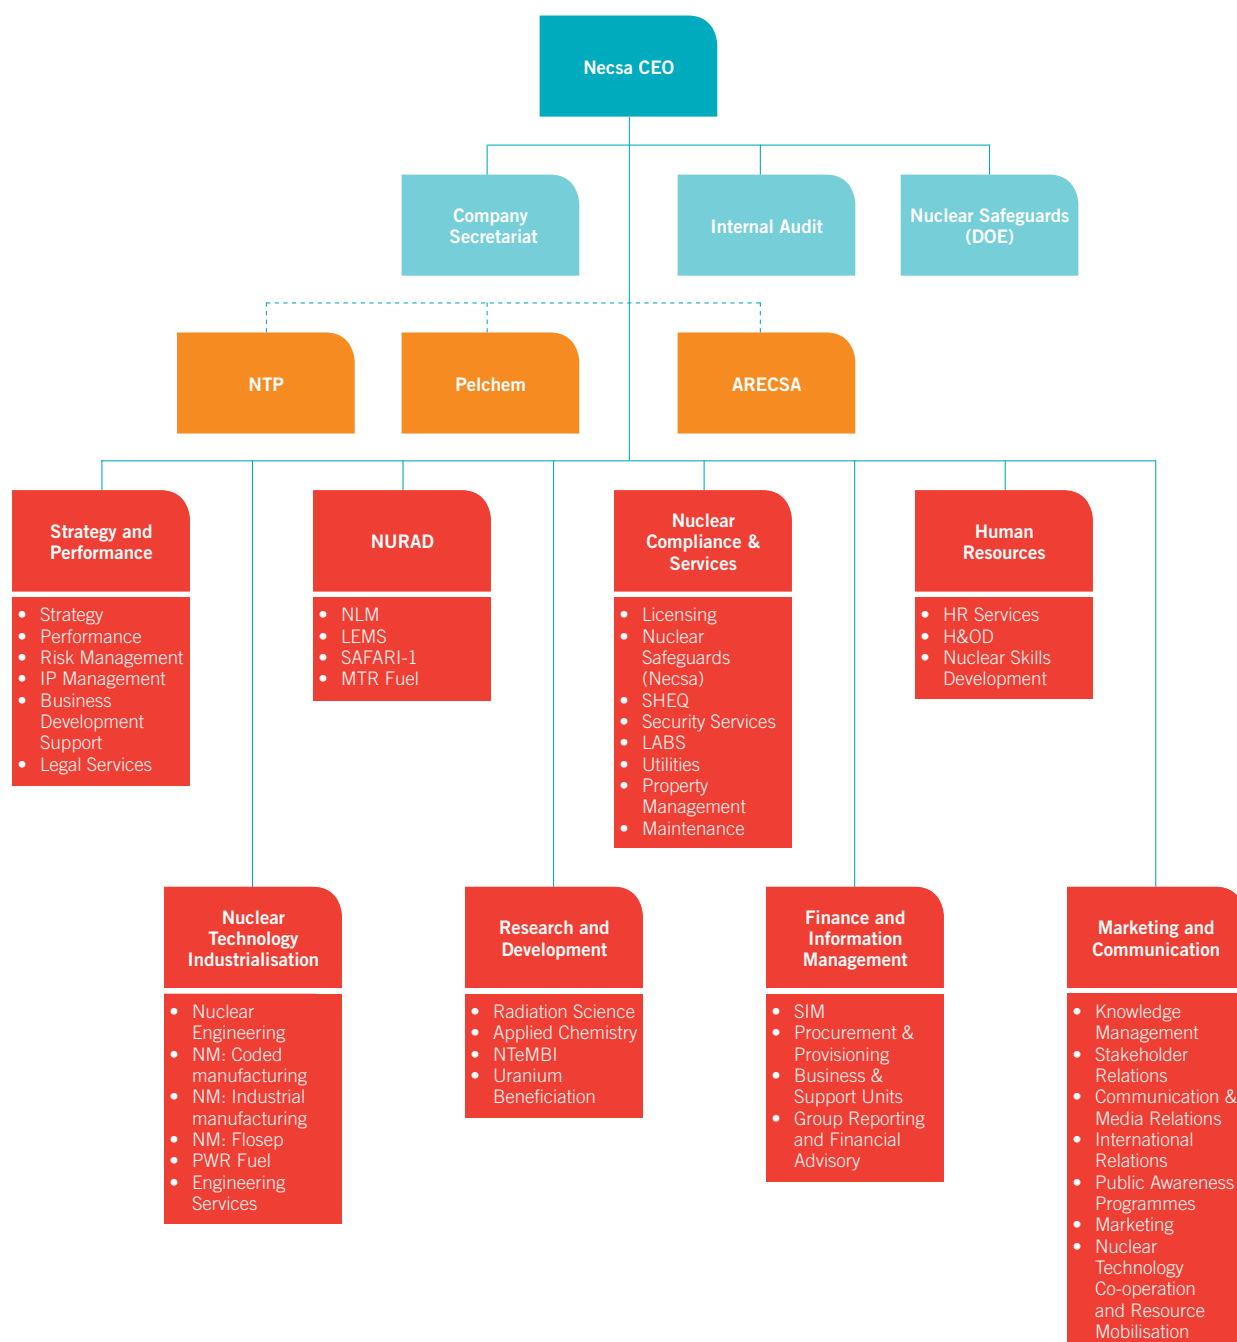 Necsa CEO
Company
Secretariat
Internal Audit
Nuclear Safeguards
(DOE)
NTP
Pelchem
ARECSA
Strategy and
Performance
• Strategy
• Performance
• Risk Management
• IP Management
• Business
Development
Support
• Legal Services
NURAD
• NLM
• LEMS
• SAFARI-1
• MTR Fuel
Nuclear
Compliance &
Services
• Licensing
• Nuclear
Safeguards
(Necsa)
• SHEQ
• Security Services
• LABS
• Utilities
• Property
Management
• Maintenance
Human
Resources
• HR Services
• H&OD
• Nuclear Skills
Development
Nuclear
Technology
Industrialisation
• Nuclear
Engineering
• NM: Coded
manufacturing
• NM: Industrial
manufacturing
• NM: Flosep
• PWR Fuel
• Engineering
Services
Research and
Development
• Radiation Science
• Applied Chemistry
• NTeMBI
• Uranium
Beneficiation
Finance and
Information
Management
• SIM
• Procurement &
Provisioning
• Business &
Support Units
• Group Reporting
and Financial
Advisory
Marketing and
Communication
• Knowledge
Management
• Stakeholder
Relations
• Communication &
Media Relations
• International
Relations
• Public Awareness
Programmes
• Marketing
• Nuclear
Technology
Co-operation
and Resource
Mobilisation